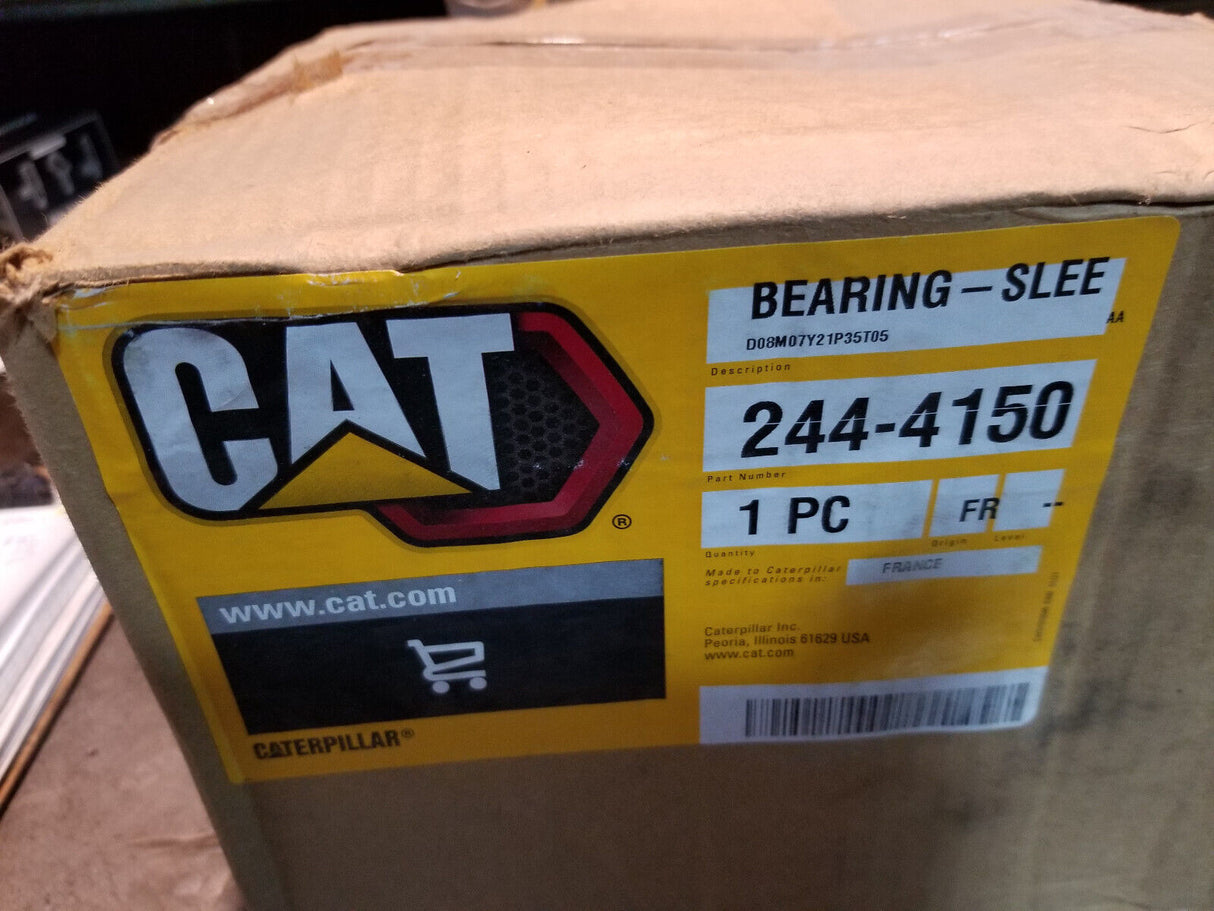 CAT
®
www.cat.com
CATERPILLAR®
BEARING – SLEE
AA
D08M07Y21P35T05
Description
244-4150
Part Number
1 PC
FR
--
Quantity
Origin
Level
Made to Caterpillar
specifications in:
FRANCE
Caterpillar Inc.
Peoria, Illinois 61629 USA
www.cat.com